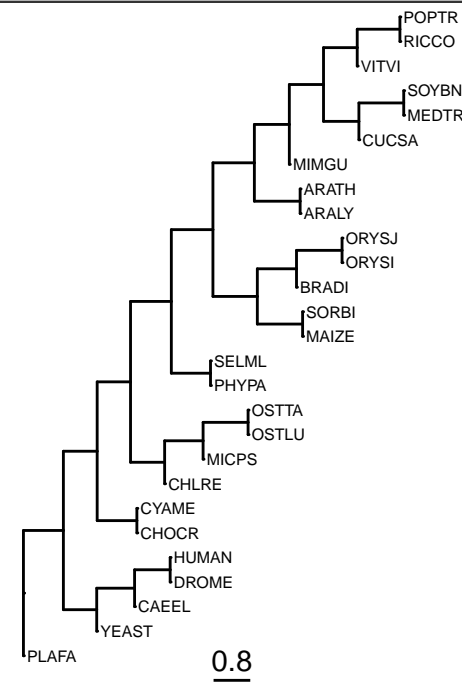 POPTR
RICCO
VITVI
SOYBN
MEDTR
CUCSA
MIMGU
ARATH
ARALY
ORYSJ
ORYSI
BRADI
SORBI
MAIZE
SELML
PHYPA
OSTTA
OSTLU
MICPS
CHLRE
CYAME
CHOCR
HUMAN
DROME
CAEEL
YEAST
PLAFA
0.8